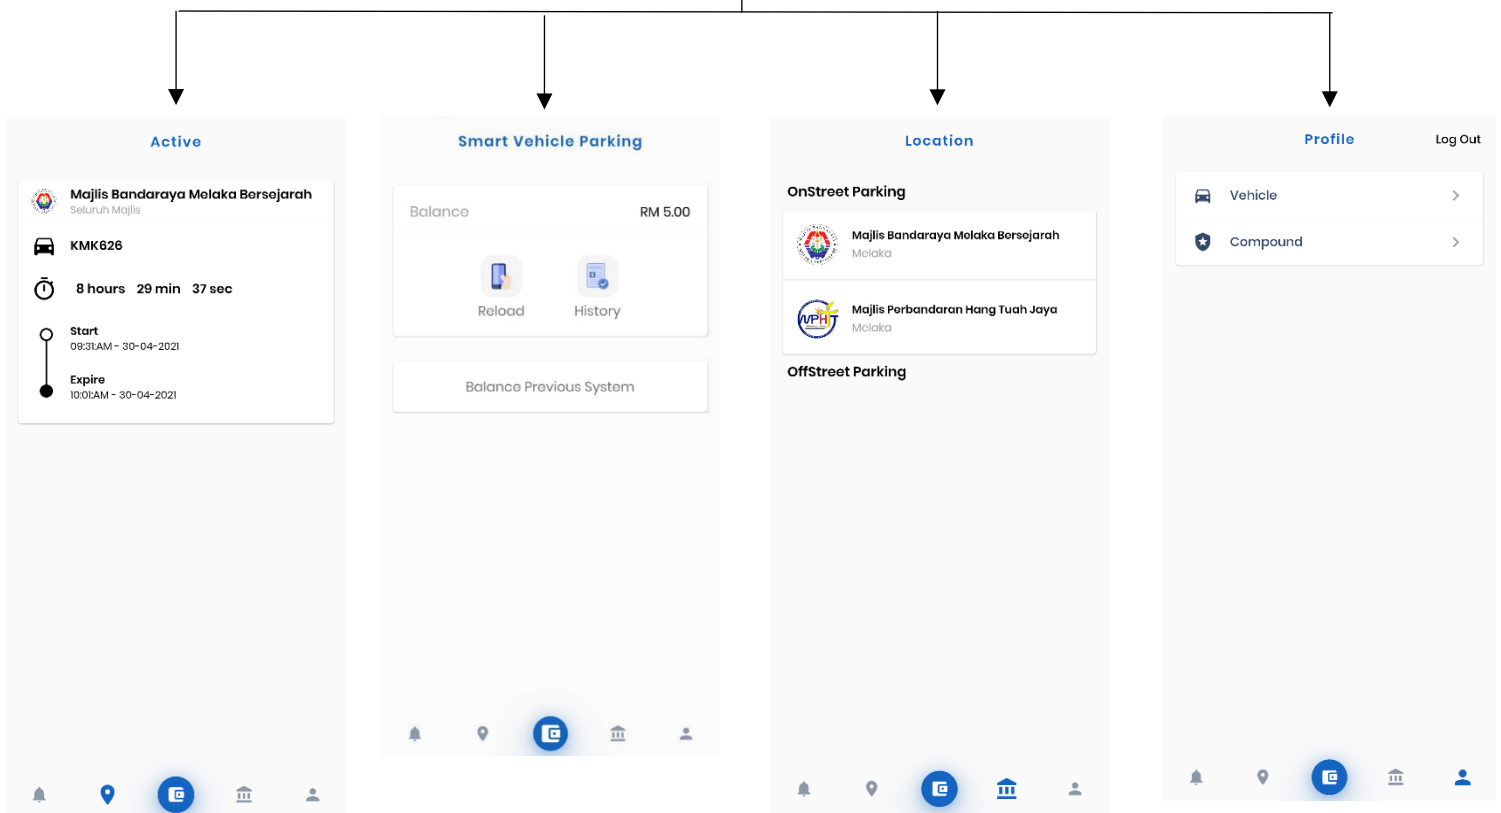 Active
Majlis Bandaraya Melaka Bersejarah
Seluruh Majlis
KMK626
8 hours 29 min 37 sec
Start
09:31:AM - 30-04-2021
Expire
10:01:AM - 30-04-2021
Smart Vehicle Parking
Balance RM 5.00
Reload History
Balance Previous System
Location
OnStreet Parking
Majlis Bandaraya Melaka Bersejarah
Melaka
MPHTJ
Majlis Perbandaran Hang Tuah Jaya
Melaka
OffStreet Parking
Profile Log Out
Vehicle
Compound